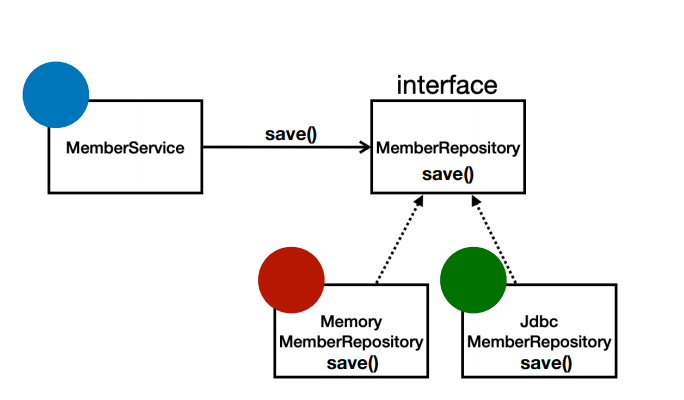 interface
MemberService
save()
MemberRepository
save()
Memory
MemberRepository
save()
Jdbc
MemberRepository
save()